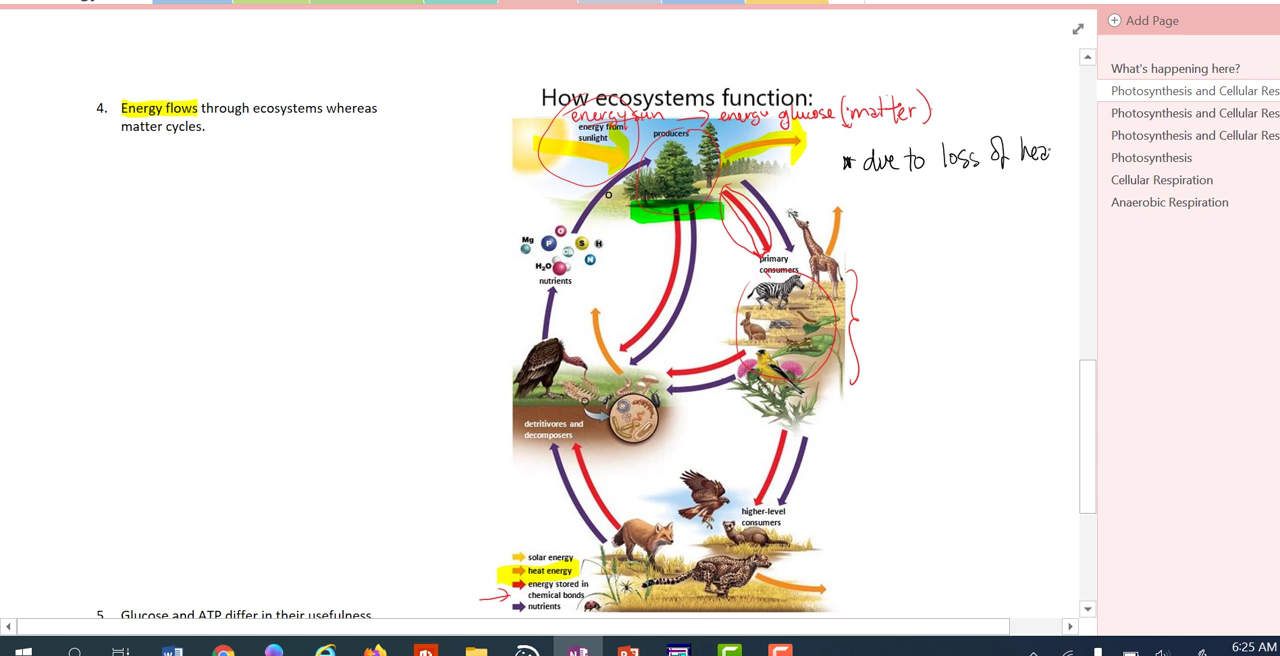 Add Page
What's happening here?
Photosynthesis and Cellular Res
Photosynthesis and Cellular Res
Photosynthesis and Cellular Res
Photosynthesis
Cellular Respiration
Anaerobic Respiration
4. Energy flows through ecosystems whereas
matter cycles.
How ecosystems function:
energy sun → energy glucose (matter)
energy from
sunlight
producers
* due to loss of hea
Mg P O S H
Ca N
H₂O
nutrients
primary
consumers
detritivores and
decomposers
higher-level
consumers
solar energy
heat energy
energy stored in
chemical bonds
nutrients
5. Glucose and ATP differ in their usefulness
6:25 AM